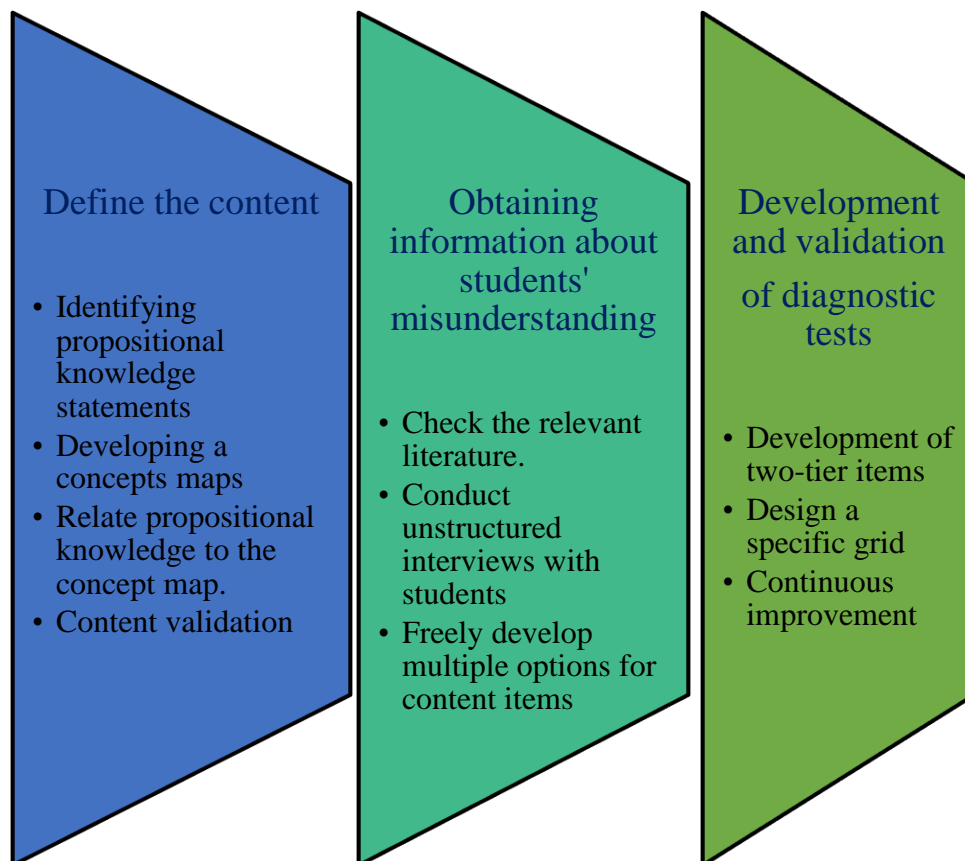 Define the content
• Identifying
propositional
knowledge
statements
• Developing a
concepts maps
• Relate propositional
knowledge to the
concept map.
• Content validation
Obtaining
information about
students'
misunderstanding
• Check the relevant
literature.
• Conduct
unstructured
interviews with
students
• Freely develop
multiple options for
content items
Development
and validation
of diagnostic
tests
• Development of
two-tier items
• Design a
specific grid
• Continuous
improvement